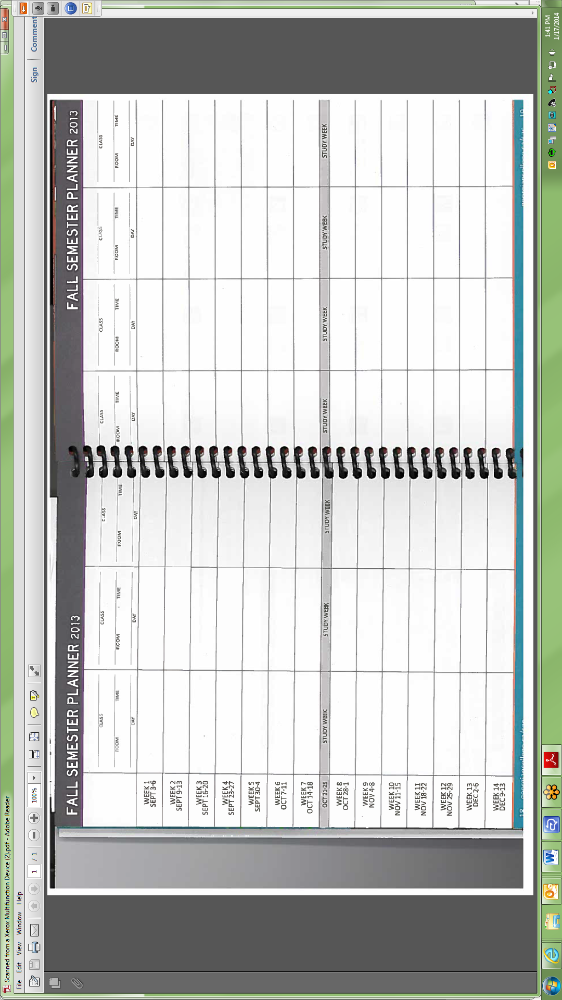 Scanned from a Xerox Multifunction Device (2).pdf - Adobe Reader
File Edit View Window Help
1 / 1 100%
Sign Comment
FALL SEMESTER PLANNER 2013 FALL SEMESTER PLANNER 2013
CLASS CLASS CLASS CLASS CLASS CLASS CLASS
ROOM TIME ROOM TIME ROOM TIME ROOM TIME ROOM TIME ROOM TIME ROOM TIME
DAY DAY DAY DAY DAY DAY DAY
WEEK 1
SEPT 3-6
WEEK 2
SEPT 9-13
WEEK 3
SEPT 16-20
WEEK 4
SEPT 23-27
WEEK 5
SEPT 30-4
WEEK 6
OCT 7-11
WEEK 7
OCT 14-18
OCT 21-25 STUDY WEEK STUDY WEEK STUDY WEEK STUDY WEEK STUDY WEEK STUDY WEEK STUDY WEEK
WEEK 8
OCT 28-1
WEEK 9
NOV 4-8
WEEK 10
NOV 11-15
WEEK 11
NOV 18-22
WEEK 12
NOV 25-29
WEEK 13
DEC 2-6
WEEK 14
DEC 9-13
18 georgiancollege.ca/sac georgiancollege.ca/sac 19
1:41 PM
1/17/2014